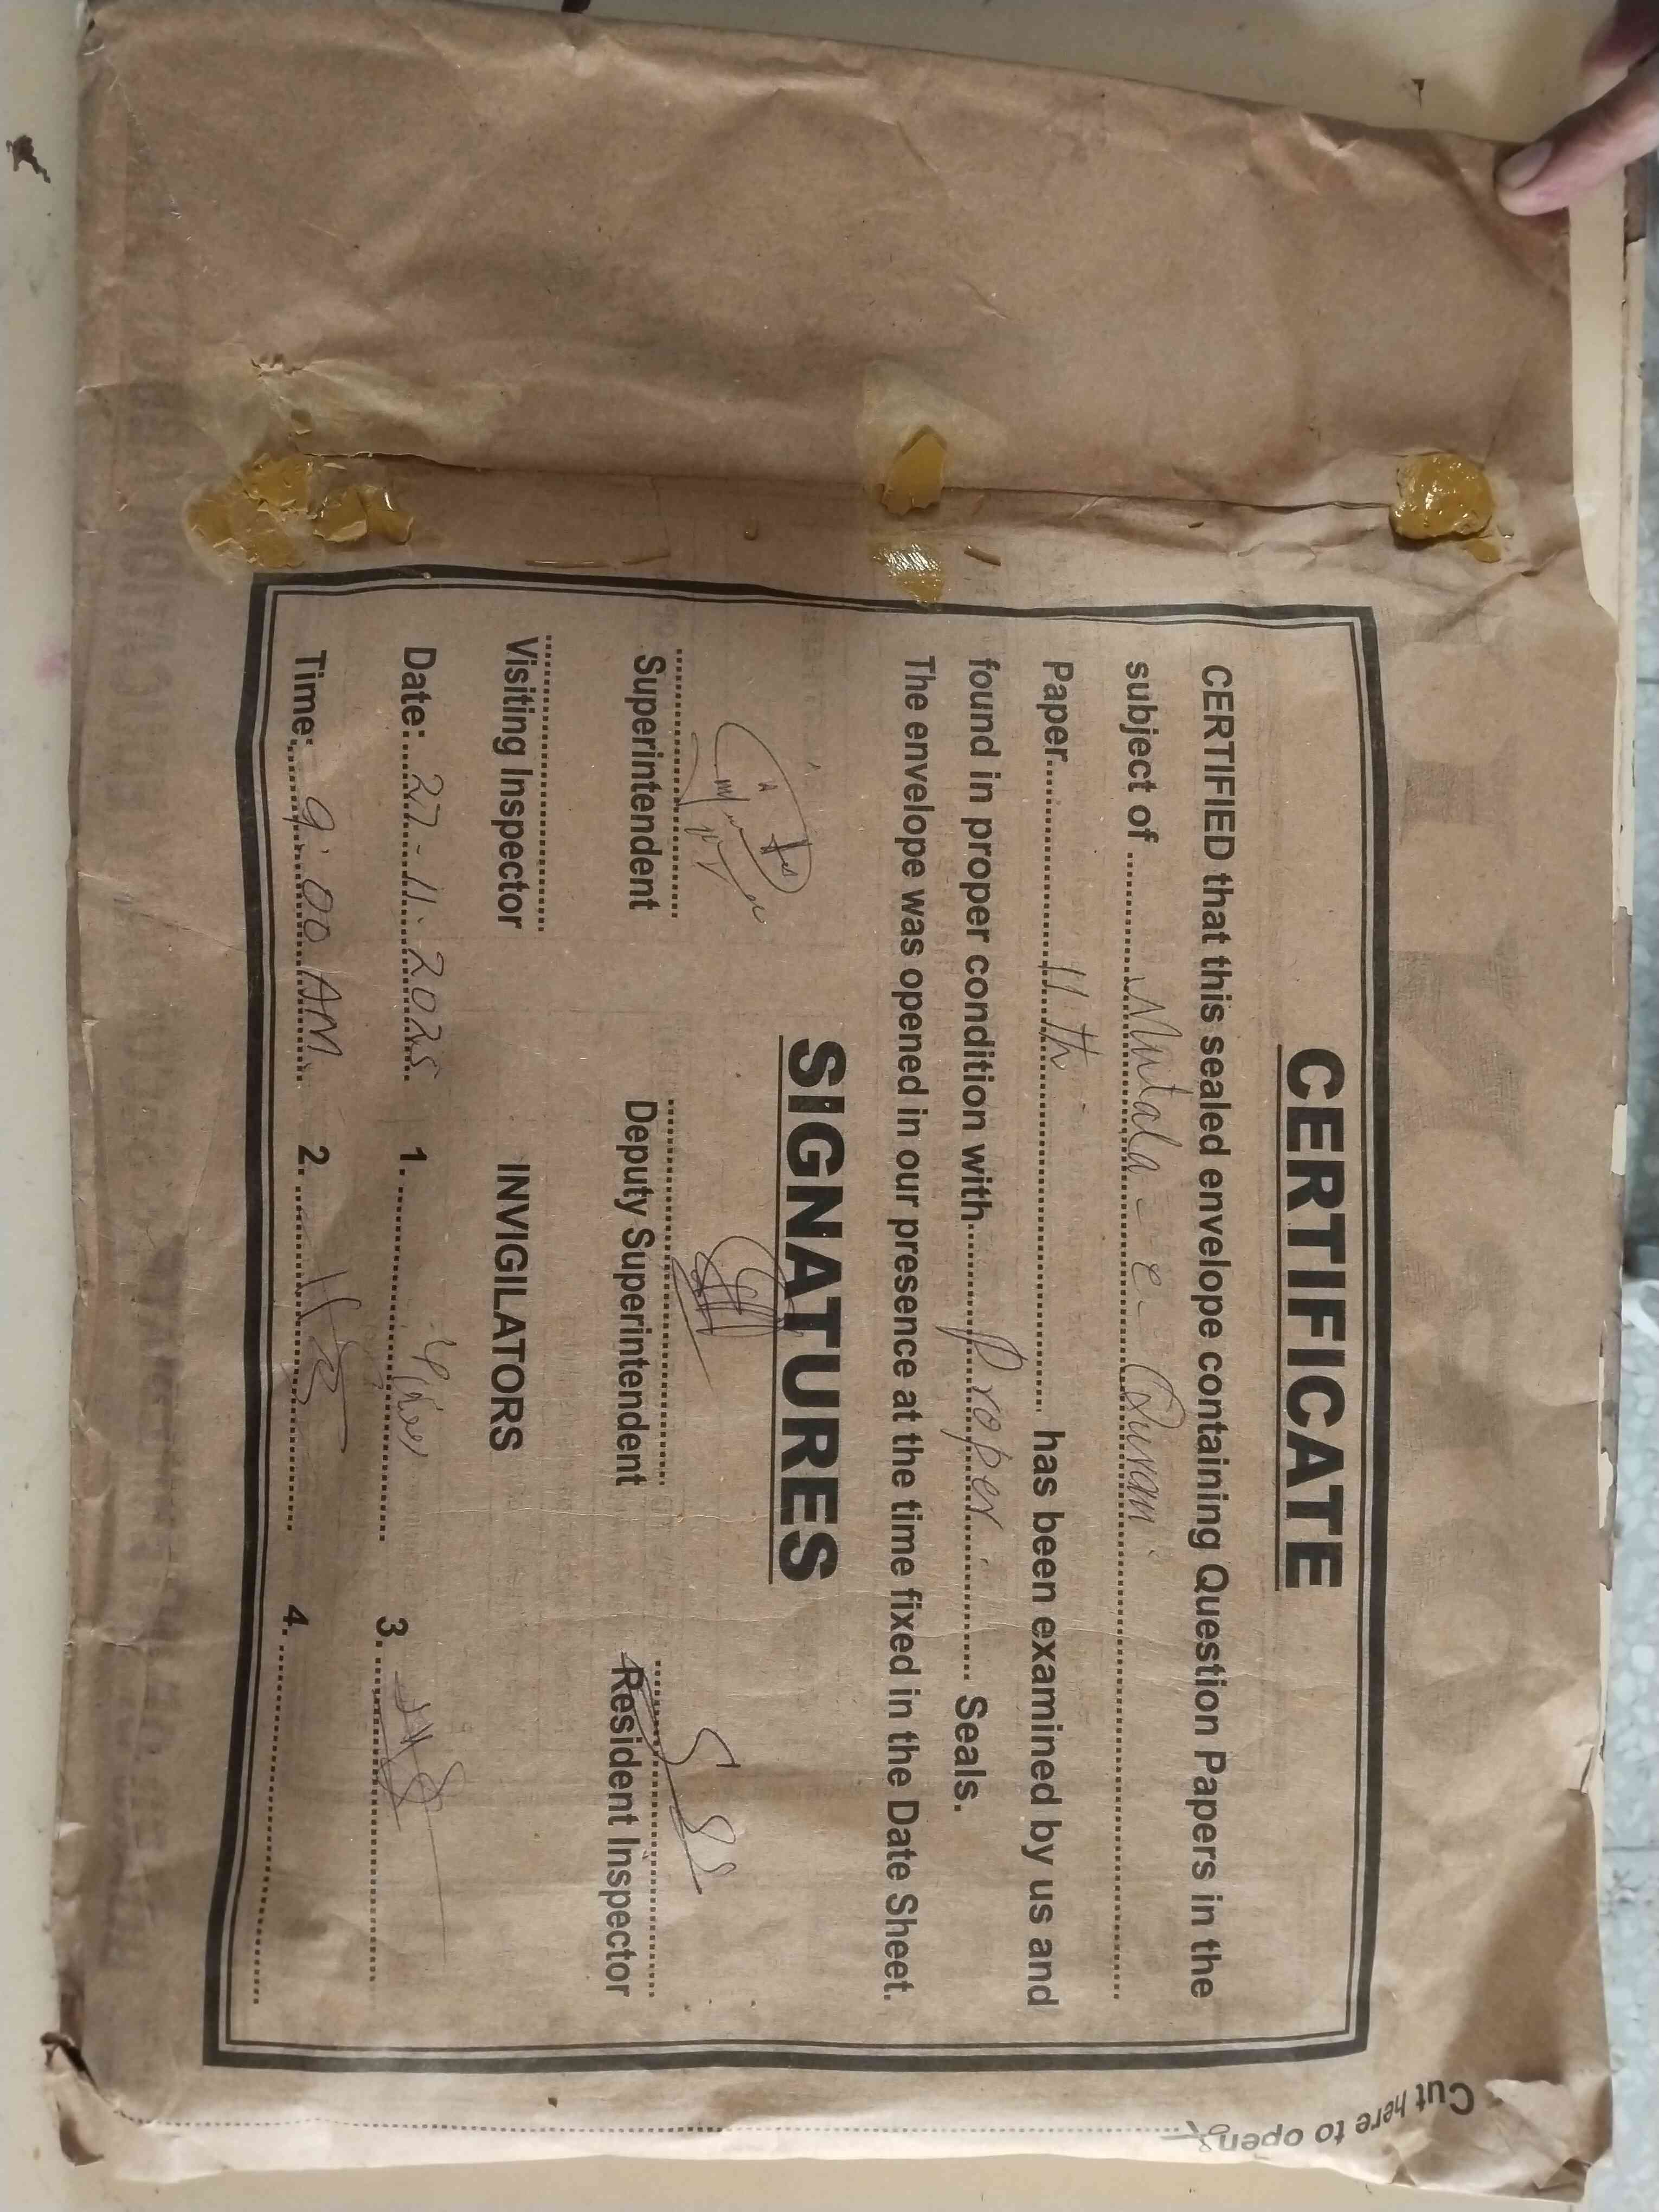 CERTIFICATE
CERTIFIED that this sealed envelope containing Question Papers in the
subject of ........... Mutala - e - Quran ...........
Paper........... 11 th ........... has been examined by us and
found in proper condition with........... Proper ........... Seals.
The envelope was opened in our presence at the time fixed in the Date Sheet.
SIGNATURES
Superintendent Deputy Superintendent Resident Inspector
Visiting Inspector INVIGILATORS
Date: 27-11-2025 1. 3.
Time: 9:00 AM. 2. 4.
Cut here to open